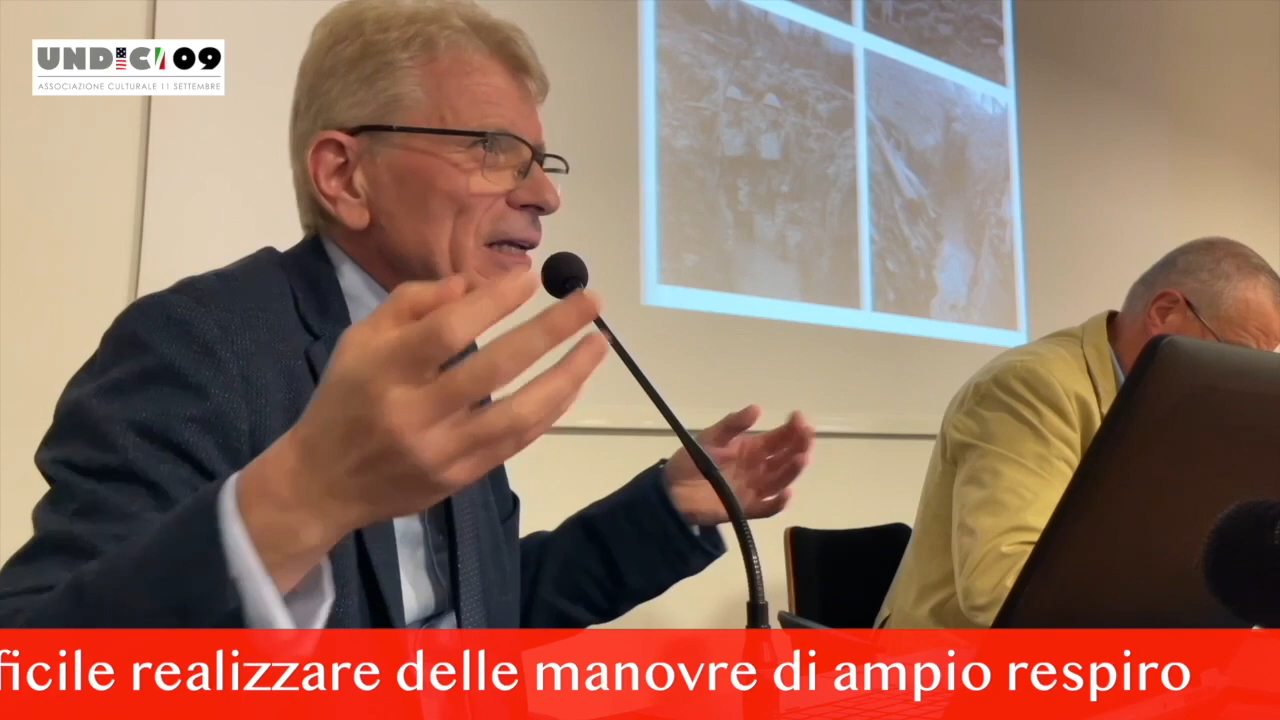 UNDICI09
ASSOCIAZIONE CULTURALE 11 SETTEMBRE
ficile realizzare delle manovre di ampio respiro